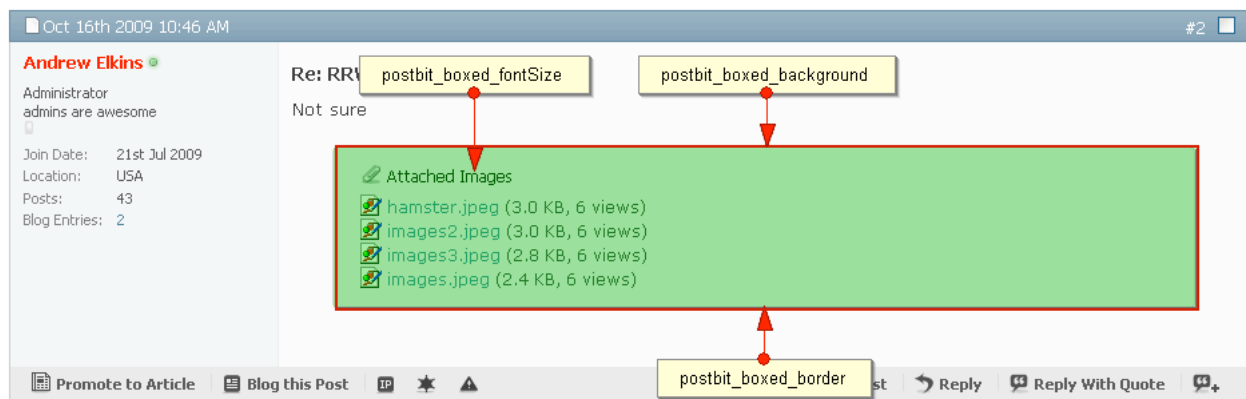 Oct 16th 2009 10:46 AM #2
Andrew Elkins
Administrator
admins are awesome
Join Date: 21st Jul 2009
Location: USA
Posts: 43
Blog Entries: 2
Re:
postbit_boxed_fontSize
postbit_boxed_background
Not sure
Attached Images
hamster.jpeg (3.0 KB, 6 views)
images2.jpeg (3.0 KB, 6 views)
images3.jpeg (2.8 KB, 6 views)
images.jpeg (2.4 KB, 6 views)
postbit_boxed_border
Promote to Article Blog this Post IP Reply Reply With Quote